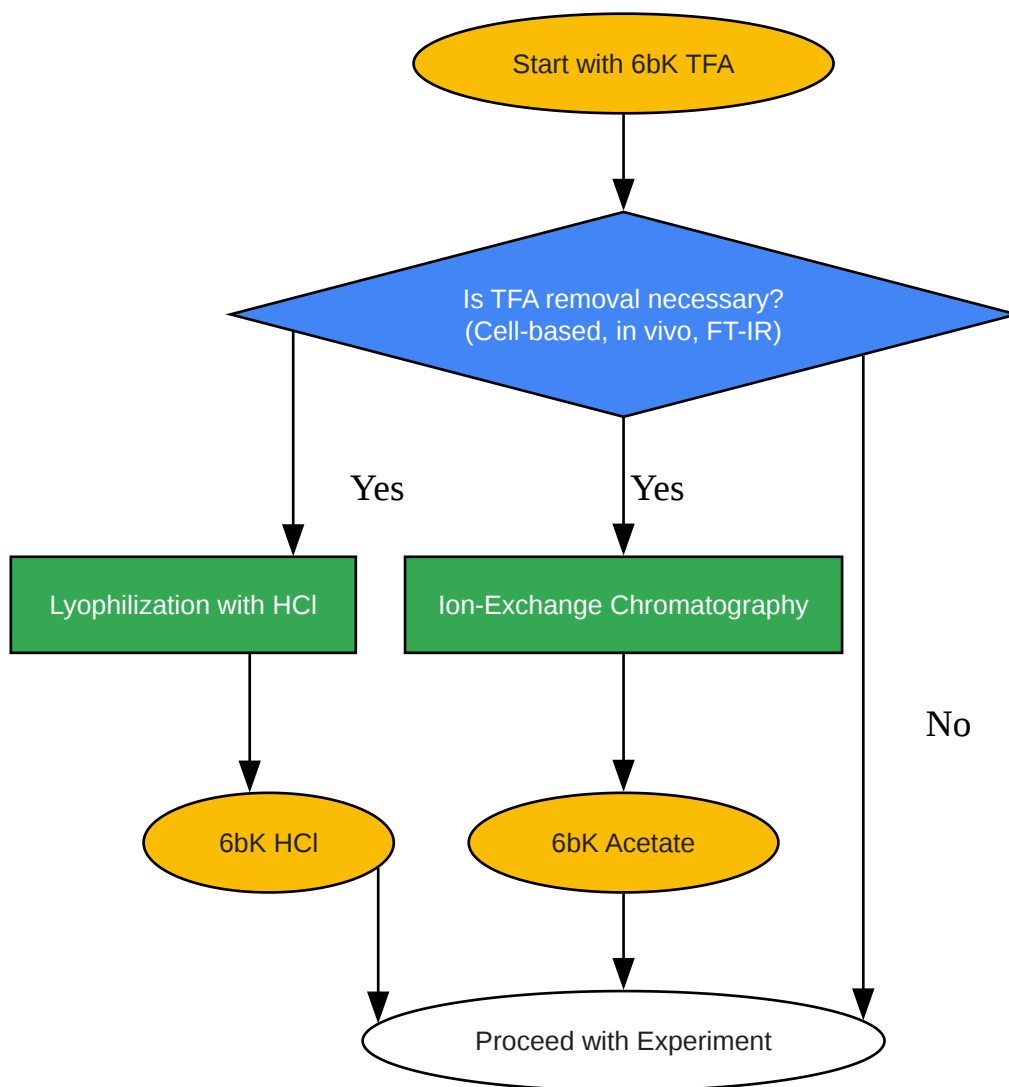 Start with 6bK TFA
Is TFA removal necessary?
(Cell-based, in vivo, FT-IR)
Yes
Yes
Lyophilization with HCl
Ion-Exchange Chromatography
No
6bK HCl
6bK Acetate
Proceed with Experiment